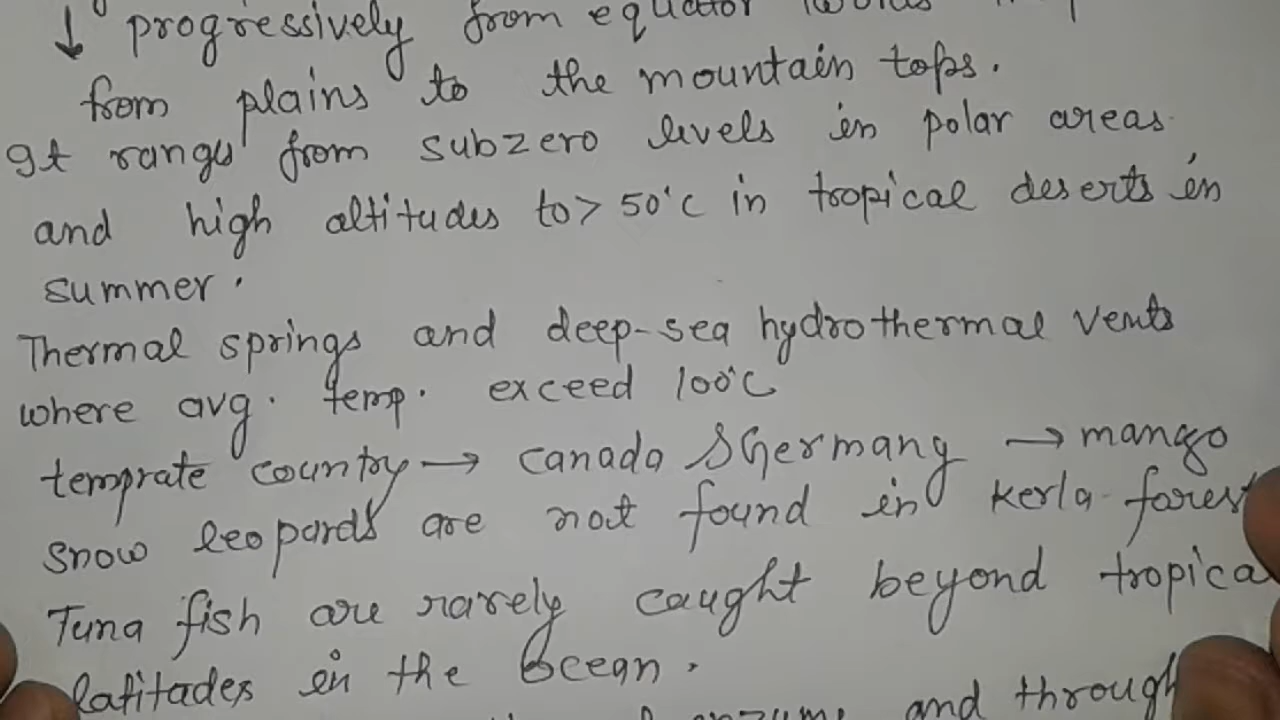 ↓ progressively from equator
from plains to the mountain tops.
It ranges from subzero levels in polar areas
and high altitudes to > 50°C in tropical deserts in
summer.
Thermal springs and deep-sea hydrothermal vents
where avg. temp. exceed 100°C
temprate country → canada & Germany → mango
snow leopards are not found in kerla forest
Tuna fish are rarely caught beyond tropica
latitades in the Ocean.
and through